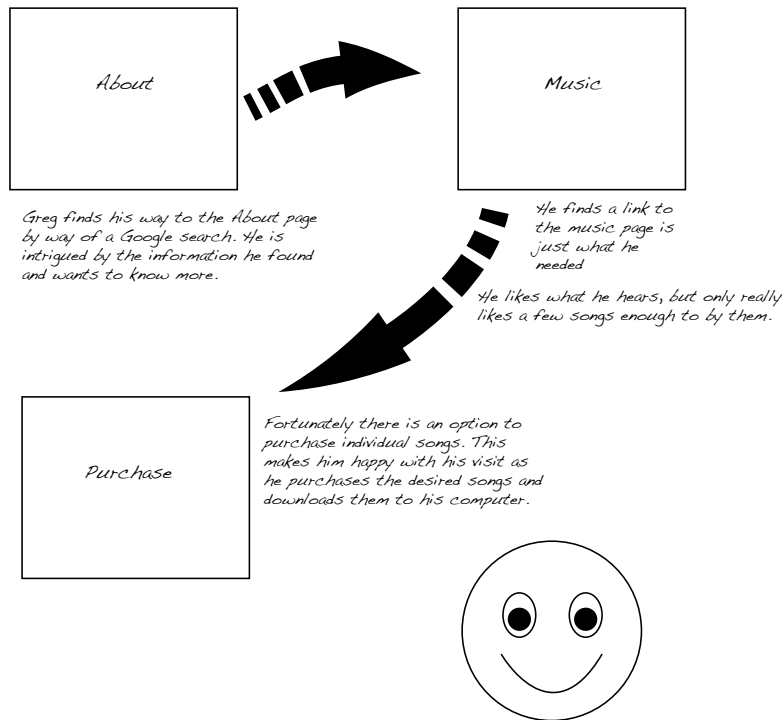 About
Greg finds his way to the About page
by way of a Google search. He is
intrigued by the information he found
and wants to know more.
Music
He finds a link to
the music page is
just what he
needed
He likes what he hears, but only really
likes a few songs enough to by them.
Purchase
Fortunately there is an option to
purchase individual songs. This
makes him happy with his visit as
he purchases the desired songs and
downloads them to his computer.